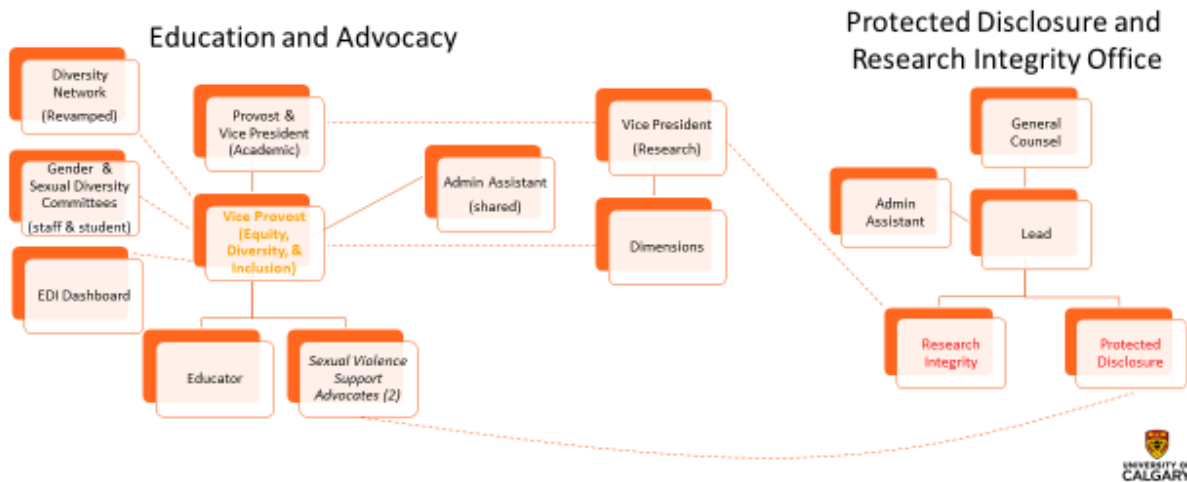 Education and Advocacy
Protected Disclosure and
Research Integrity Office
Diversity
Network
(Revamped)
Provost &
Vice President
(Academic)
Vice President
(Research)
General
Counsel
Gender &
Sexual Diversity
Committees
(staff & student)
Admin Assistant
(shared)
Vice Provost
(Equity,
Diversity, &
Inclusion)
Dimensions
Admin
Assistant
Lead
EDI Dashboard
Educator
Sexual Violence
Support
Advocates (2)
Research
Integrity
Protected
Disclosure
UNIVERSITY OF
CALGARY